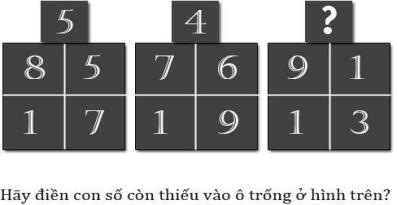 5 4 ?
8 5 7 6 9 1
1 7 1 9 1 3
Hãy điền con số còn thiếu vào ô trống ở hình trên?